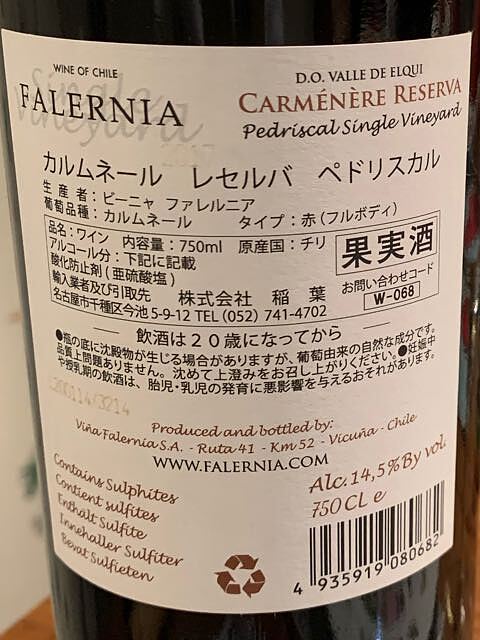 WINE OF CHILE
FALERNIA
Single Vineyard
2017
D.O. VALLE DE ELQUI
CARMÉNÈRE RESERVA
Pedriscal Single Vineyard
カルムネール レセルバ ペドリスカル
生産者：ビーニャ ファレルニア
葡萄品種：カルムネール タイプ：赤（フルボディ）
品名：ワイン 内容量：750ml 原産国：チリ
アルコール分：下記に記載
酸化防止剤（亜硫酸塩）
輸入業者及び引取先 株式会社 稲葉
名古屋市千種区今池5-9-12 TEL (052) 741-4702
果実酒
お問い合わせコード
W-068
飲酒は20歳になってから
●瓶の底に沈殿物が生じる場合がありますが、葡萄由来の自然な成分です。
品質上問題ありません。沈めて上澄みをお召し上がりください。●妊娠中
や授乳期の飲酒は、胎児・乳児の発育に悪影響を与えるおそれがあります。
L200114/3214
Produced and bottled by:
Viña Falernia S.A. - Ruta 41 - Km 52 - Vicuña - Chile
WWW.FALERNIA.COM
Contains Sulphites
Contient sulfites
Enthält Sulfite
Innehaller Sulfiter
Bevat Sulfieten
Alc. 14,5% By vol.
750 CL e
4 935919 080682